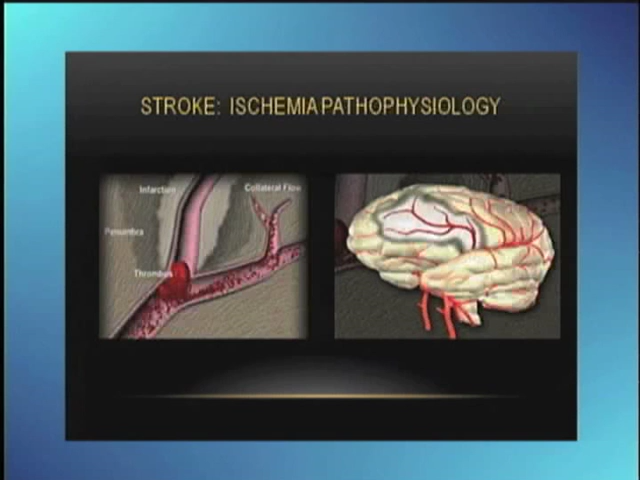 STROKE: ISCHEMIA PATHOPHYSIOLOGY
Infarction
Collateral Flow
Penumbra
Thrombus